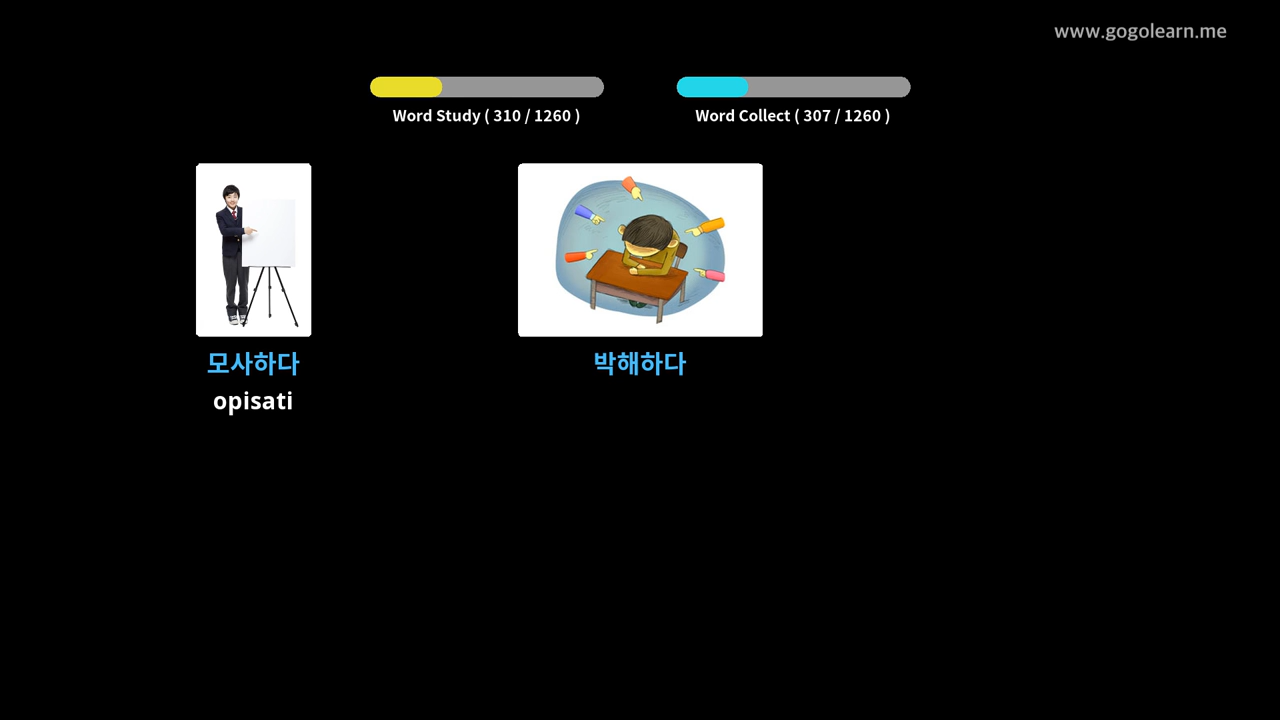 www.gogolearn.me
Word Study ( 310 / 1260 )
Word Collect ( 307 / 1260 )
모사하다
박해하다
opisati